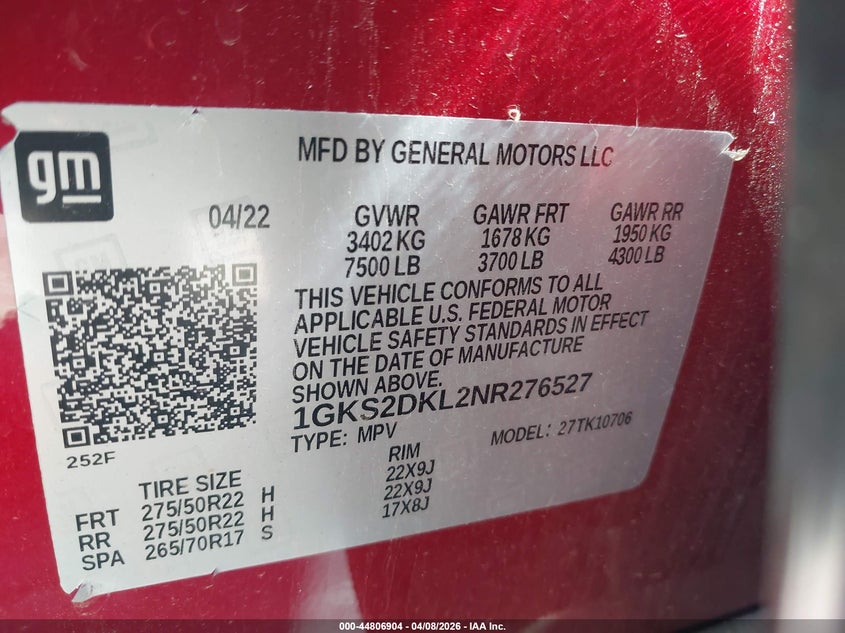 gm
MFD BY GENERAL MOTORS LLC
04/22 GVWR GAWR FRT GAWR RR
3402 KG 1678 KG 1950 KG
7500 LB 3700 LB 4300 LB
THIS VEHICLE CONFORMS TO ALL
APPLICABLE U.S. FEDERAL MOTOR
VEHICLE SAFETY STANDARDS IN EFFECT
ON THE DATE OF MANUFACTURE
SHOWN ABOVE.
1GKS2DKL2NR276527
TYPE: MPV MODEL: 27TK10706
252F
TIRE SIZE RIM
FRT 275/50R22 H 22X9J
RR 275/50R22 H 22X9J
SPA 265/70R17 S 17X8J
000-44806904 - 04/08/2026 - IAA Inc.